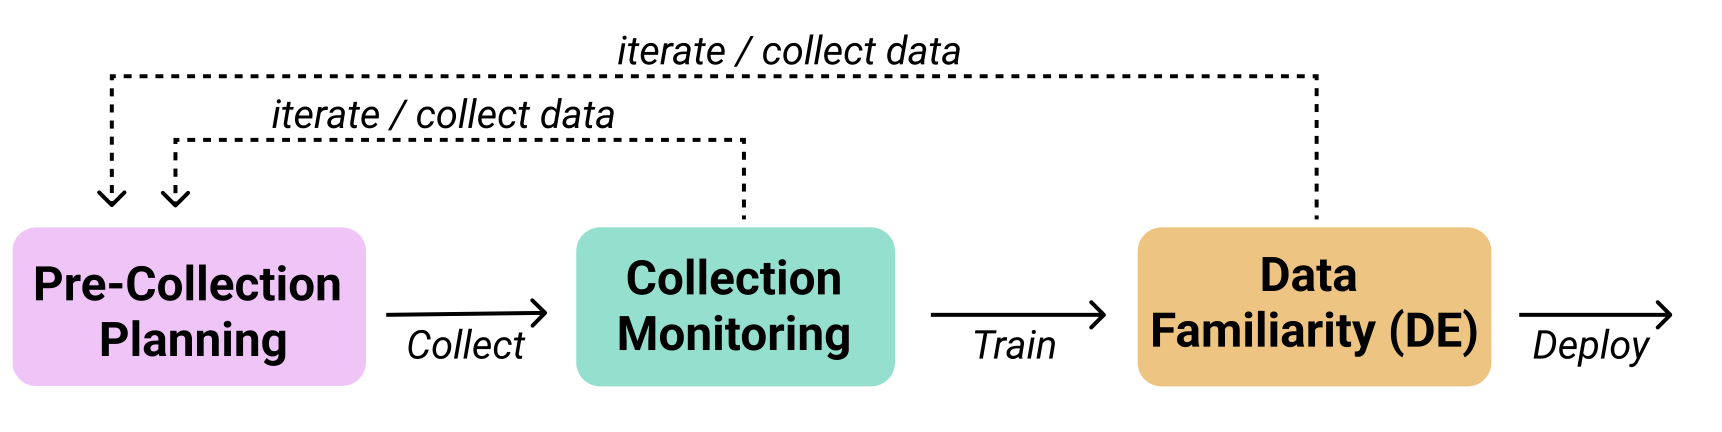 iterate / collect data
iterate / collect data
Pre-Collection
Planning
Collect
Collection
Monitoring
Train
Data
Familiarity (DE)
Deploy